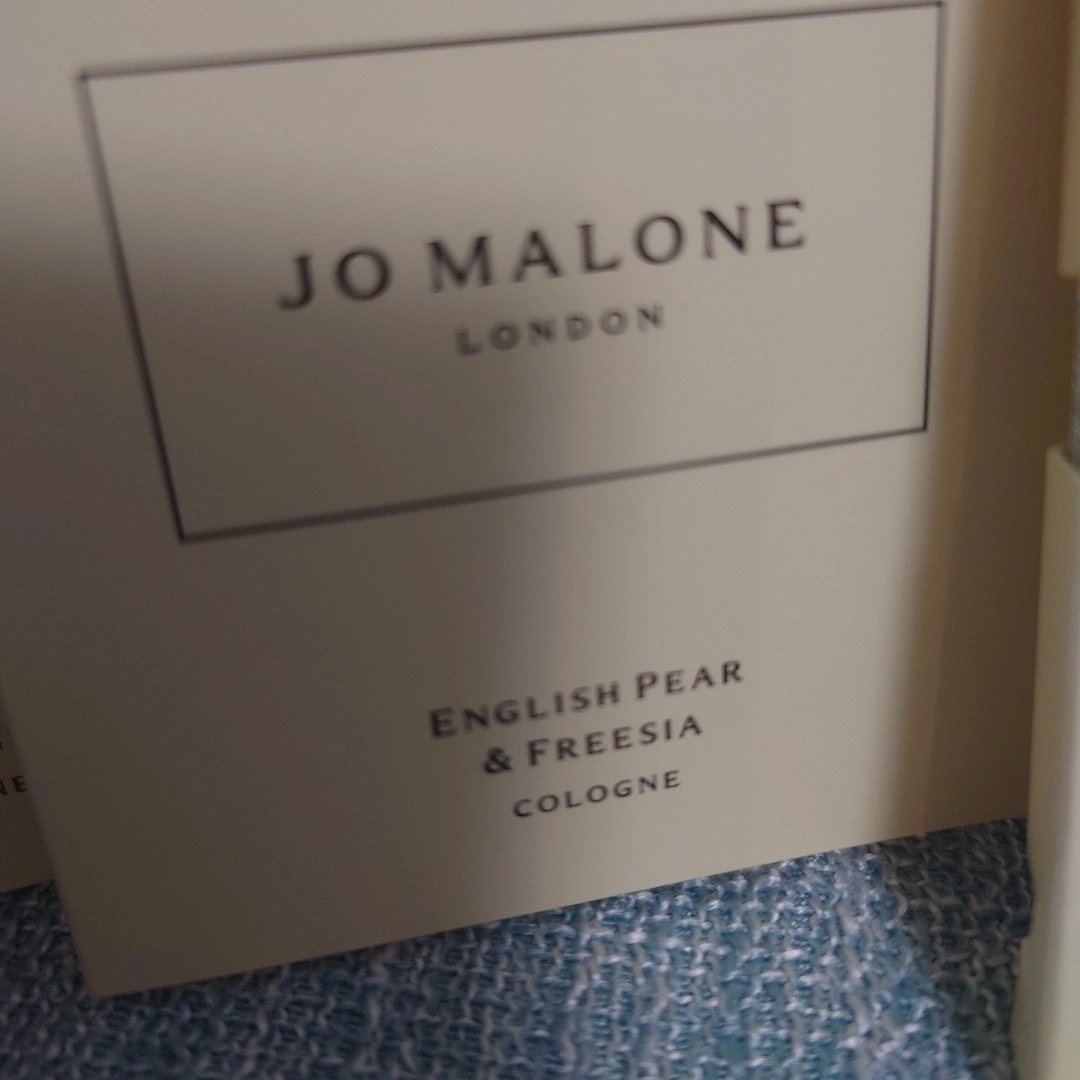 JO MALONE
LONDON
ENGLISH PEAR
& FREESIA
COLOGNE